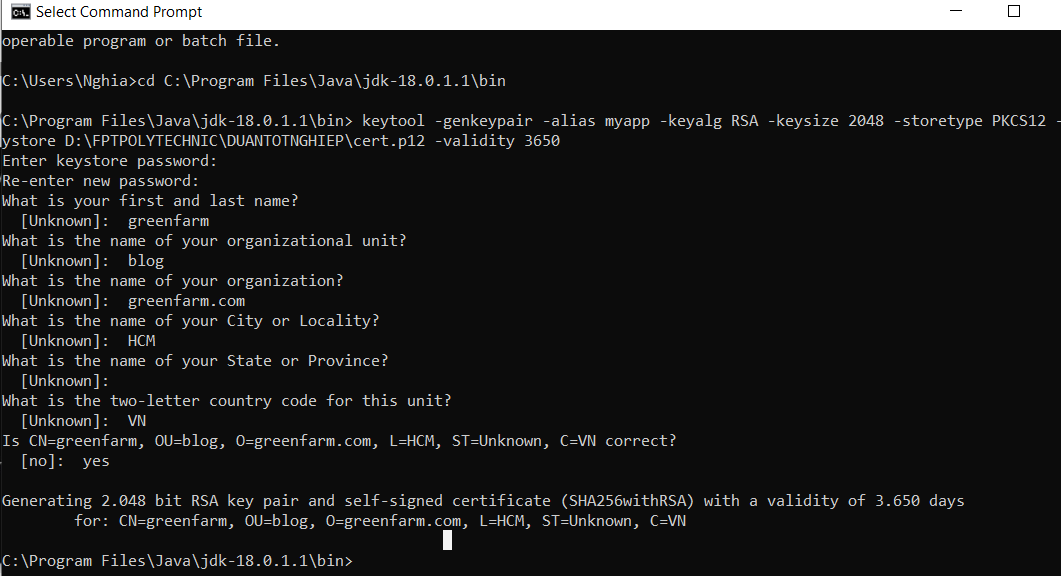 Select Command Prompt
operable program or batch file.
C:\Users\Nghia>cd C:\Program Files\Java\jdk-18.0.1.1\bin
C:\Program Files\Java\jdk-18.0.1.1\bin> keytool -genkeypair -alias myapp -keyalg RSA -keysize 2048 -storetype PKCS12 -
ystore D:\FPTPOLYTECHNIC\DUANTOTNGHIEP\cert.p12 -validity 3650
Enter keystore password:
Re-enter new password:
What is your first and last name?
[Unknown]: greenfarm
What is the name of your organizational unit?
[Unknown]: blog
What is the name of your organization?
[Unknown]: greenfarm.com
What is the name of your City or Locality?
[Unknown]: HCM
What is the name of your State or Province?
[Unknown]:
What is the two-letter country code for this unit?
[Unknown]: VN
Is CN=greenfarm, OU=blog, O=greenfarm.com, L=HCM, ST=Unknown, C=VN correct?
[no]: yes
Generating 2.048 bit RSA key pair and self-signed certificate (SHA256withRSA) with a validity of 3.650 days
for: CN=greenfarm, OU=blog, O=greenfarm.com, L=HCM, ST=Unknown, C=VN
C:\Program Files\Java\jdk-18.0.1.1\bin>